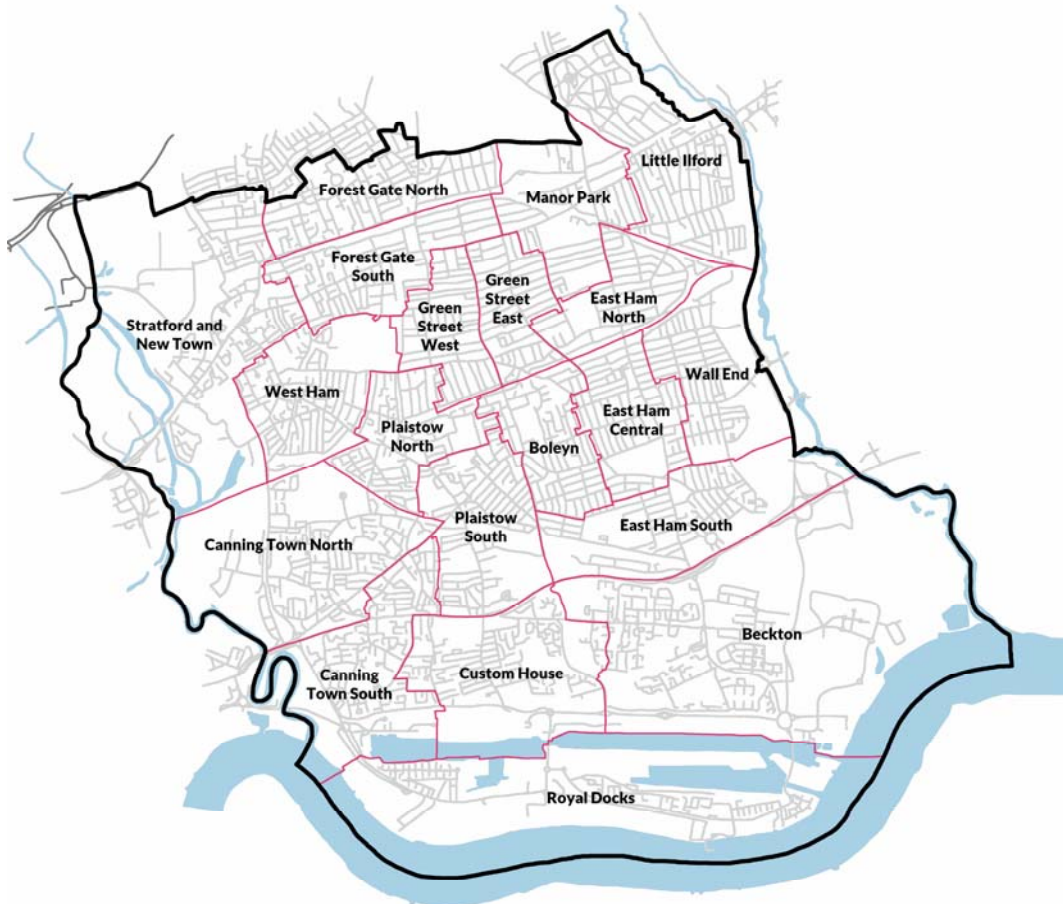 Little Ilford
Forest Gate North
Manor Park
Forest Gate
South
Green
Street
East
Green
Street
West
East Ham
North
Stratford and
New Town
Wall End
West Ham
East Ham
Central
Plaistow
North
Boleyn
Plaistow
South
East Ham South
Canning Town North
Beckton
Custom House
Canning
Town South
Royal Docks